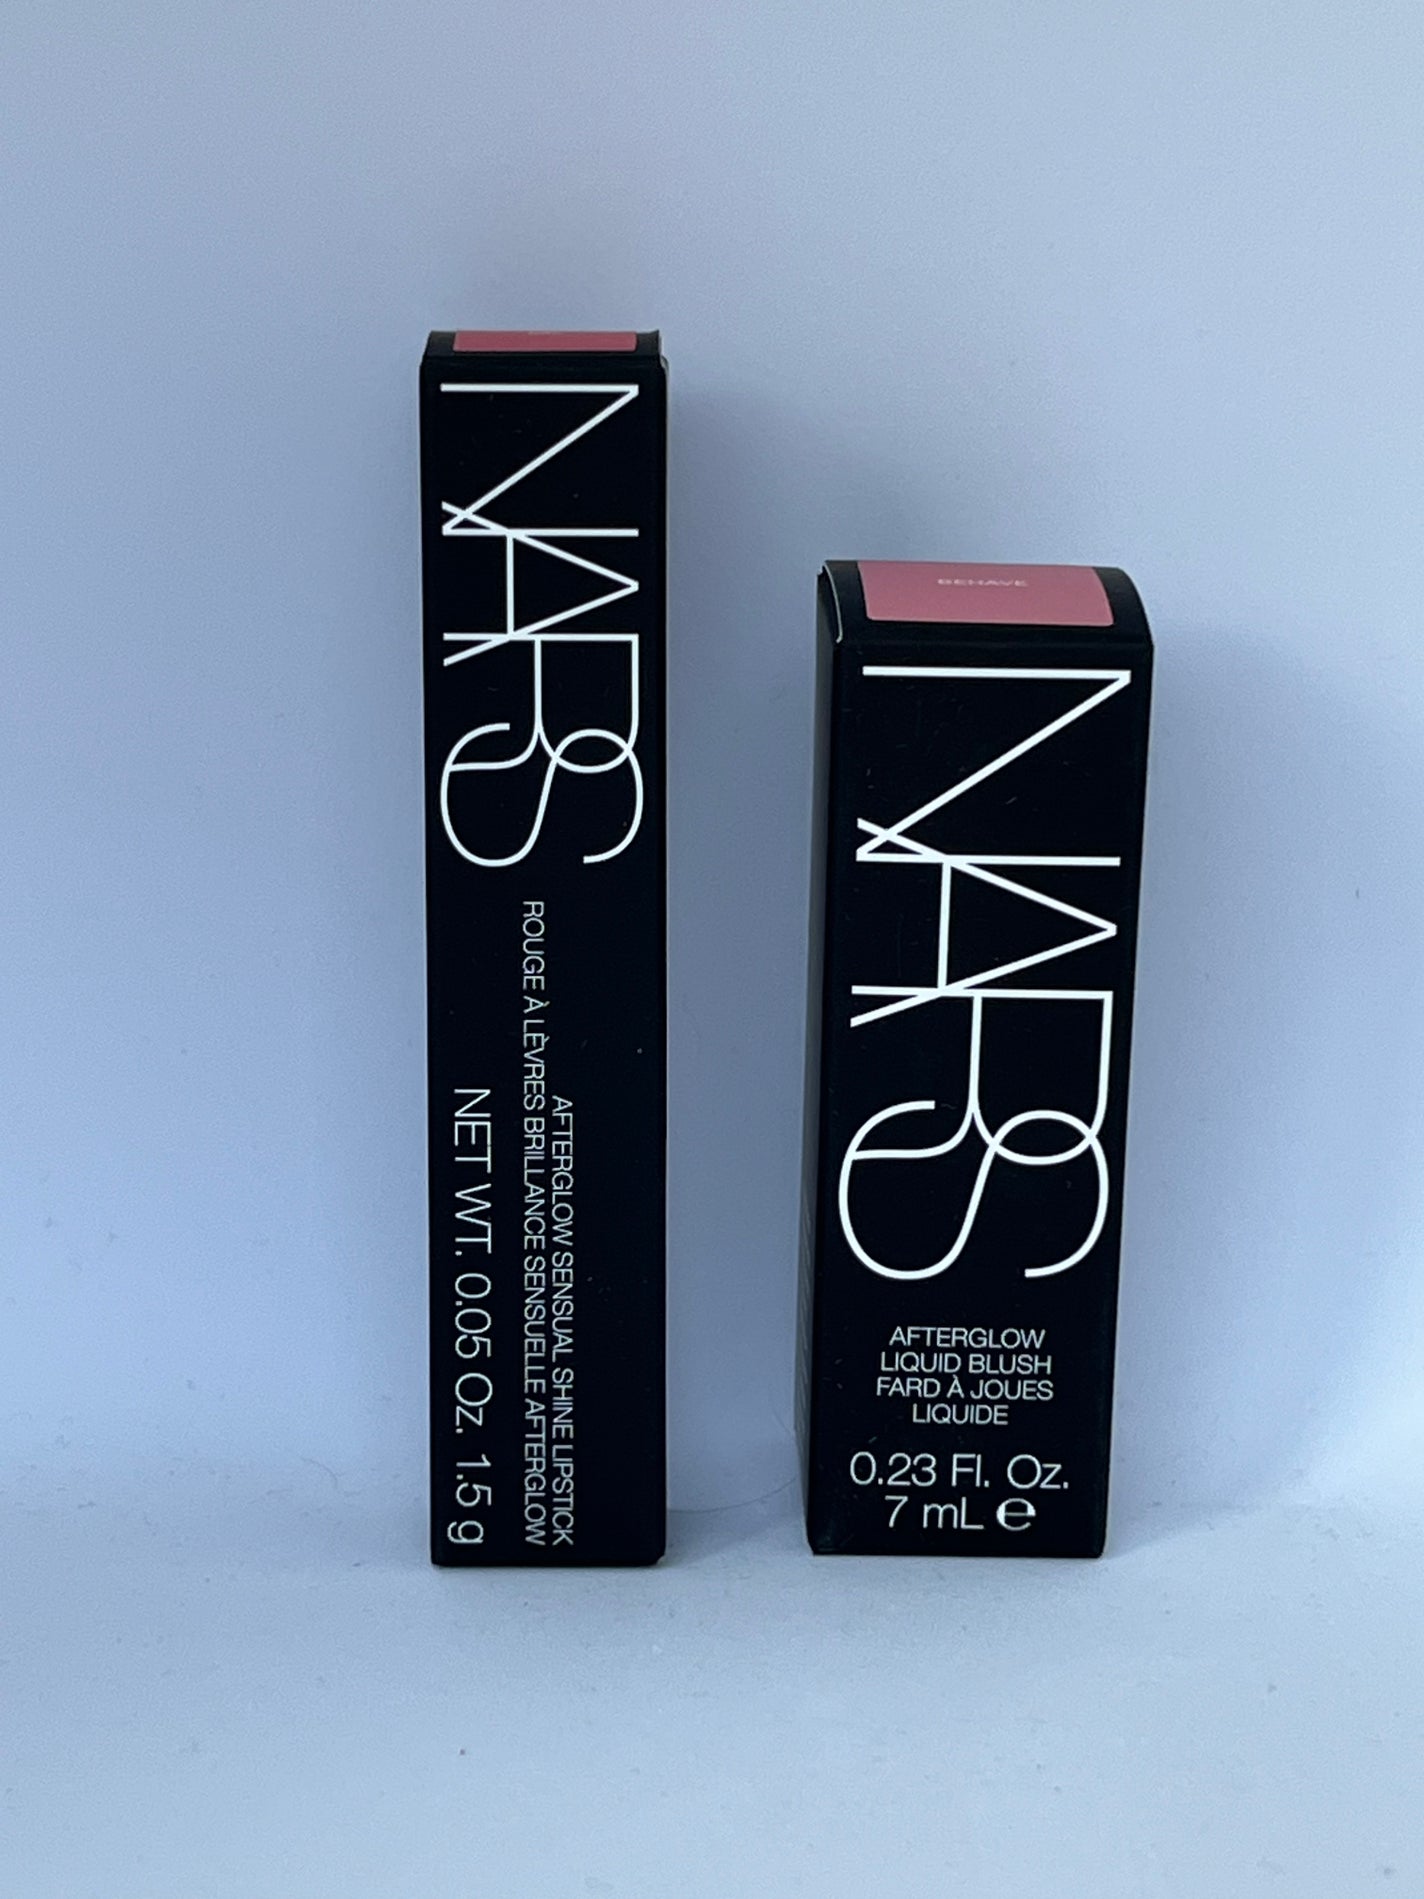 NARS
AFTERGLOW SENSUAL SHINE LIPSTICK
ROUGE À LÈVRES BRILLANCE SENSUELLE AFTERGLOW
NET WT. 0.05 Oz. 1.5 g
BEHAVE
NARS
AFTERGLOW
LIQUID BLUSH
FARD À JOUES
LIQUIDE
0.23 Fl. Oz.
7 mL ℮